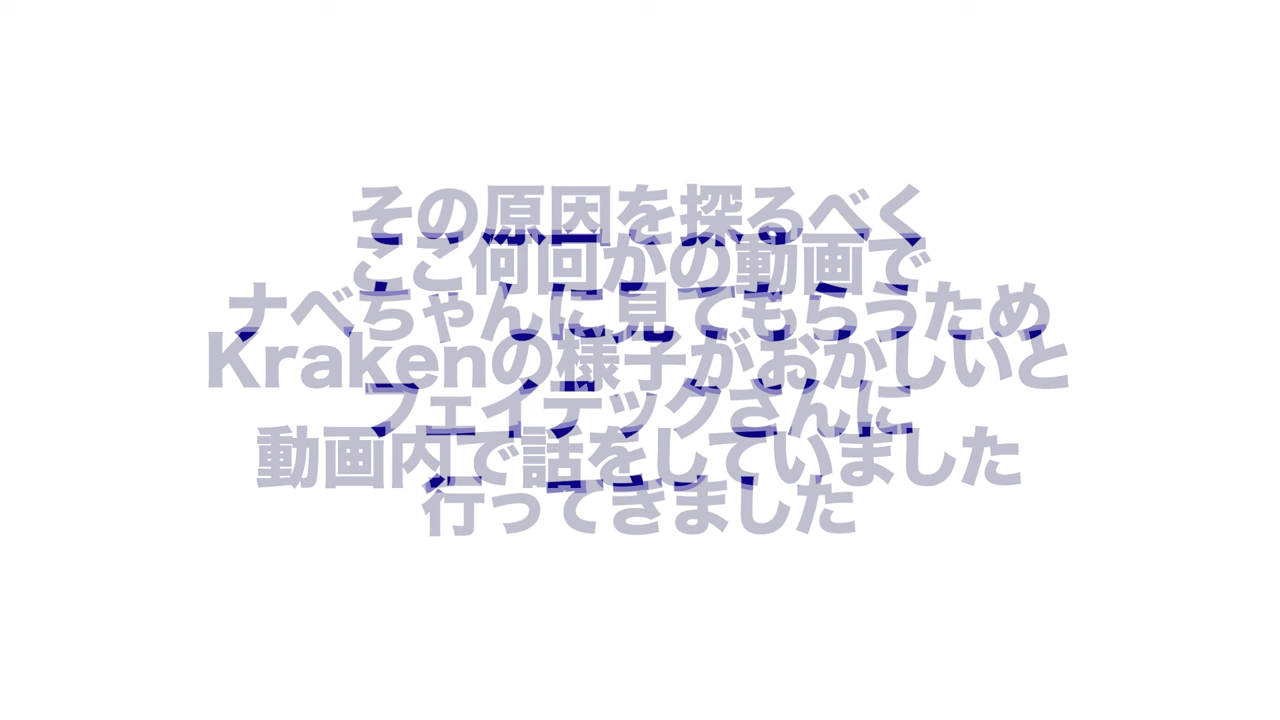 その原因を探るべく
ここ何回かの動画で
ナベちゃんに見てもらうため
Krakenの様子がおかしいと
フェイテックさんに
動画内で話をしていました
行ってきました